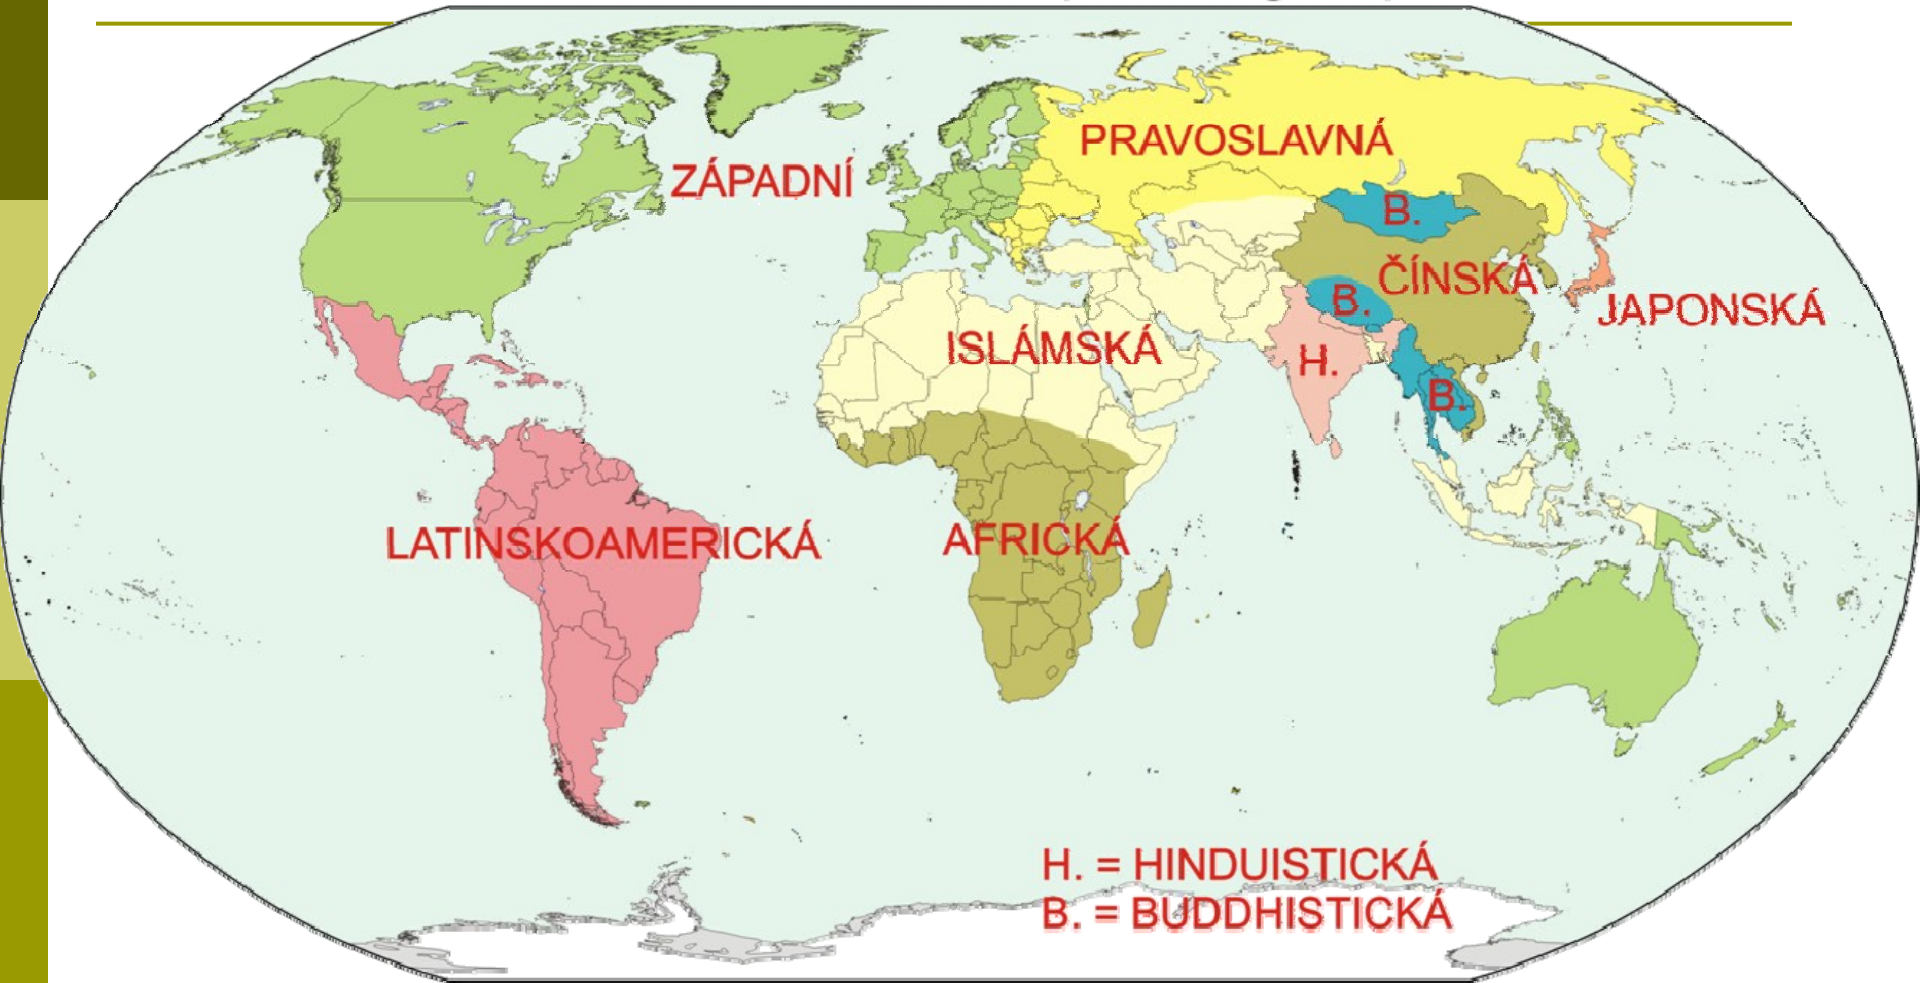 PRAVOSLAVNÁ
ZÁPADNÍ
B.
ČÍNSKÁ
B.
JAPONSKÁ
ISLÁMSKÁ
H.
B.
LATINSKOAMERICKÁ
AFRICKÁ
H. = HINDUISTICKÁ
B. = BUDDHISTICKÁ